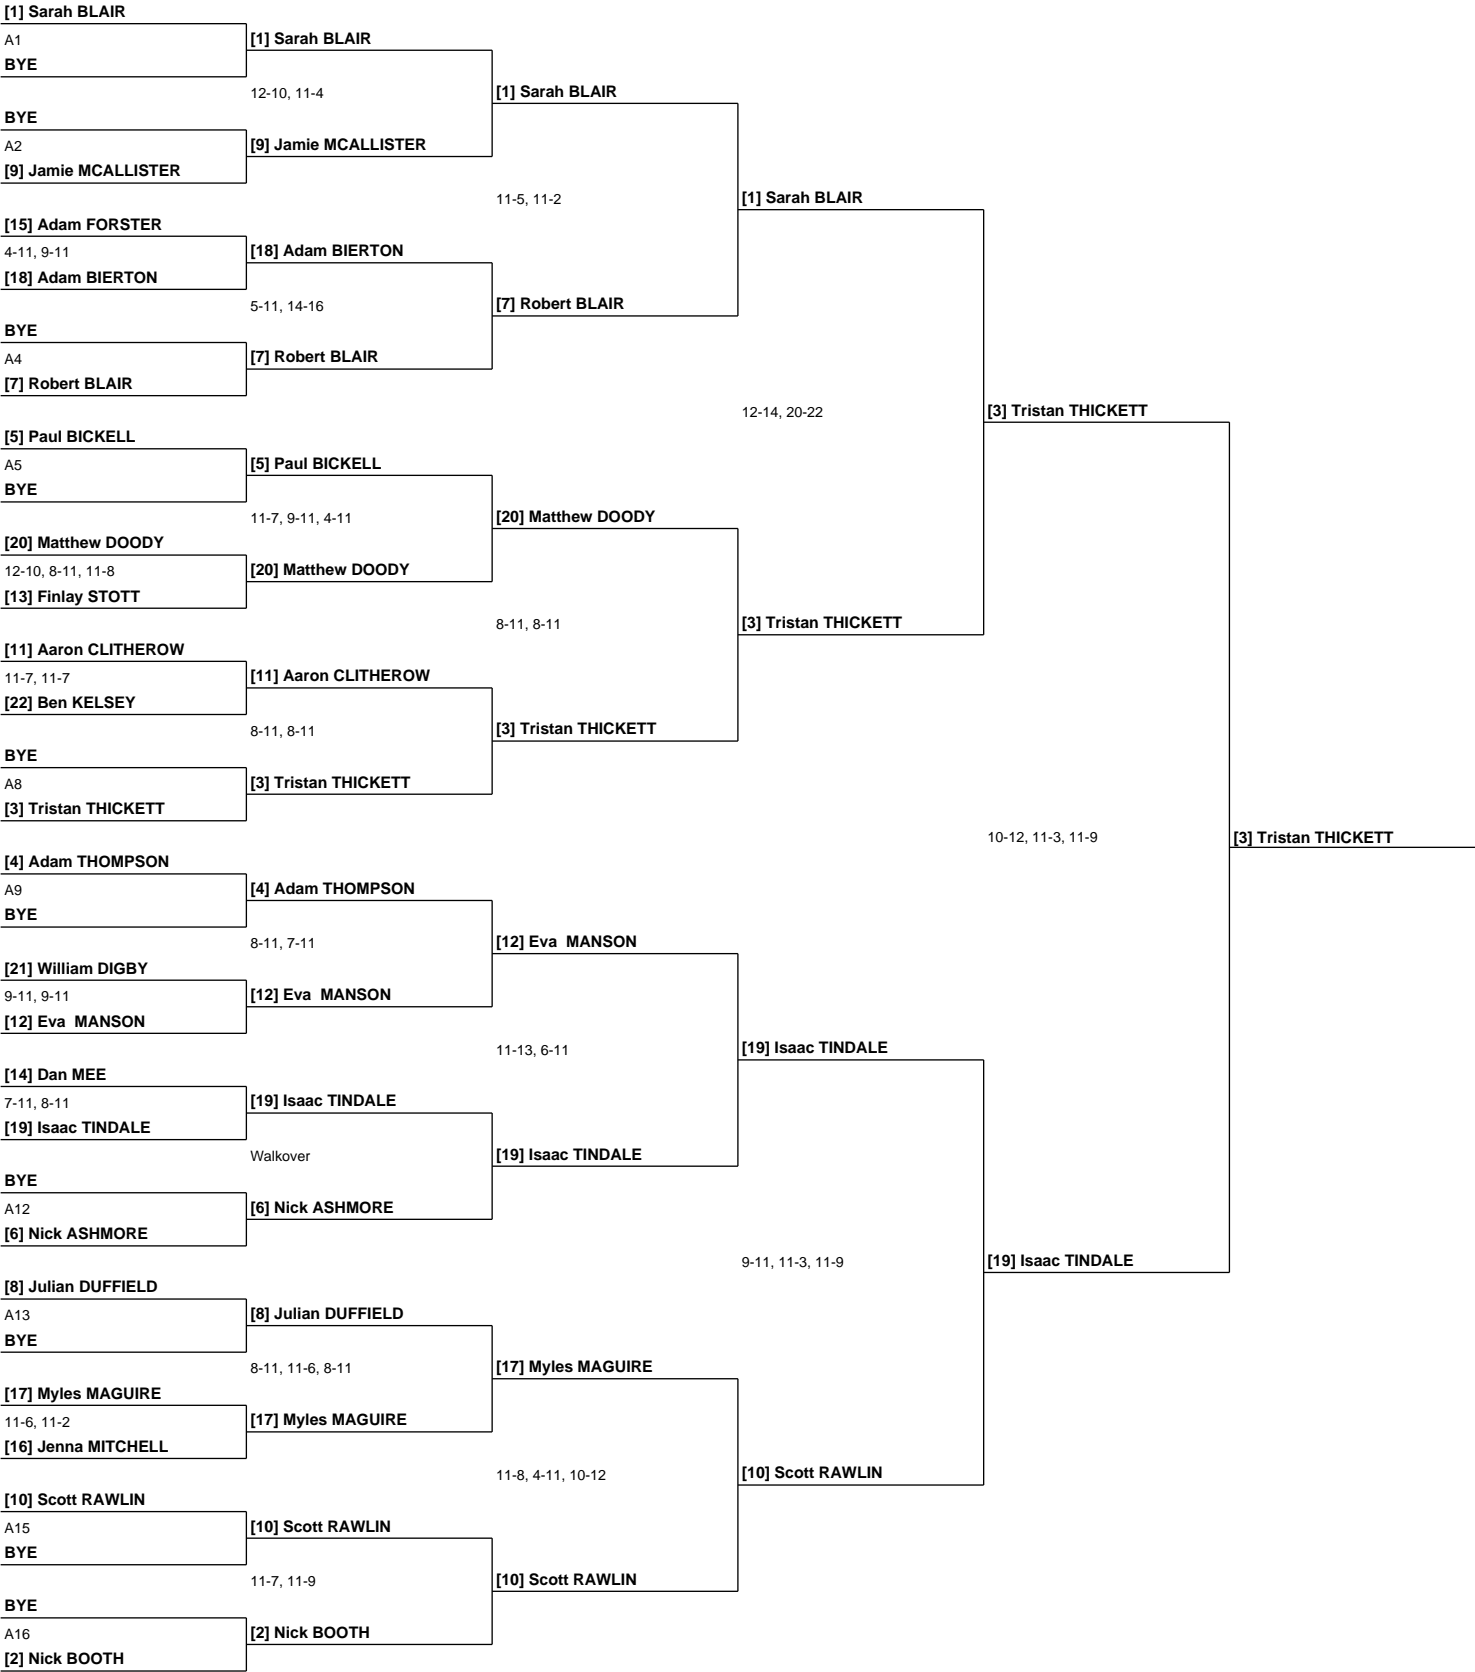 [1] Sarah BLAIR
A1
BYE
BYE
A2
[9] Jamie MCALLISTER
[15] Adam FORSTER
4-11, 9-11
[18] Adam BIERTON
BYE
A4
[7] Robert BLAIR
[5] Paul BICKELL
A5
BYE
[20] Matthew DOODY
12-10, 8-11, 11-8
[13] Finlay STOTT
[11] Aaron CLITHEROW
11-7, 11-7
[22] Ben KELSEY
BYE
A8
[3] Tristan THICKETT
[4] Adam THOMPSON
A9
BYE
[21] William DIGBY
9-11, 9-11
[12] Eva  MANSON
[14] Dan MEE
7-11, 8-11
[19] Isaac TINDALE
BYE
A12
[6] Nick ASHMORE
[8] Julian DUFFIELD
A13
BYE
[17] Myles MAGUIRE
11-6, 11-2
[16] Jenna MITCHELL
[10] Scott RAWLIN
A15
BYE
BYE
A16
[2] Nick BOOTH
[1] Sarah BLAIR
12-10, 11-4
[9] Jamie MCALLISTER
[18] Adam BIERTON
5-11, 14-16
[7] Robert BLAIR
[5] Paul BICKELL
11-7, 9-11, 4-11
[20] Matthew DOODY
[11] Aaron CLITHEROW
8-11, 8-11
[3] Tristan THICKETT
[4] Adam THOMPSON
8-11, 7-11
[12] Eva  MANSON
[19] Isaac TINDALE
Walkover
[6] Nick ASHMORE
[8] Julian DUFFIELD
8-11, 11-6, 8-11
[17] Myles MAGUIRE
[10] Scott RAWLIN
11-7, 11-9
[2] Nick BOOTH
[1] Sarah BLAIR
11-5, 11-2
[7] Robert BLAIR
[20] Matthew DOODY
8-11, 8-11
[3] Tristan THICKETT
[12] Eva  MANSON
11-13, 6-11
[19] Isaac TINDALE
[17] Myles MAGUIRE
11-8, 4-11, 10-12
[10] Scott RAWLIN
[1] Sarah BLAIR
12-14, 20-22
[3] Tristan THICKETT
[19] Isaac TINDALE
9-11, 11-3, 11-9
[10] Scott RAWLIN
[3] Tristan THICKETT
10-12, 11-3, 11-9
[19] Isaac TINDALE
[3] Tristan THICKETT